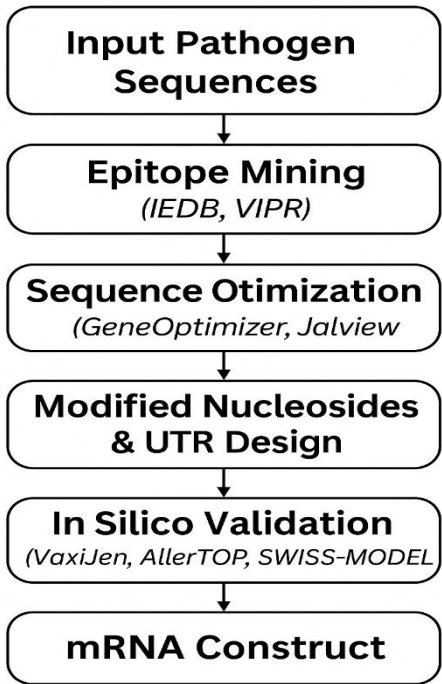 Input Pathogen
Sequences
Epitope Mining
(IEDB, VIPR)
Sequence Otimization
(GeneOptimizer, Jalview
Modified Nucleosides
& UTR Design
In Silico Validation
(VaxiJen, AllerTOP, SWISS-MODEL
mRNA Construct